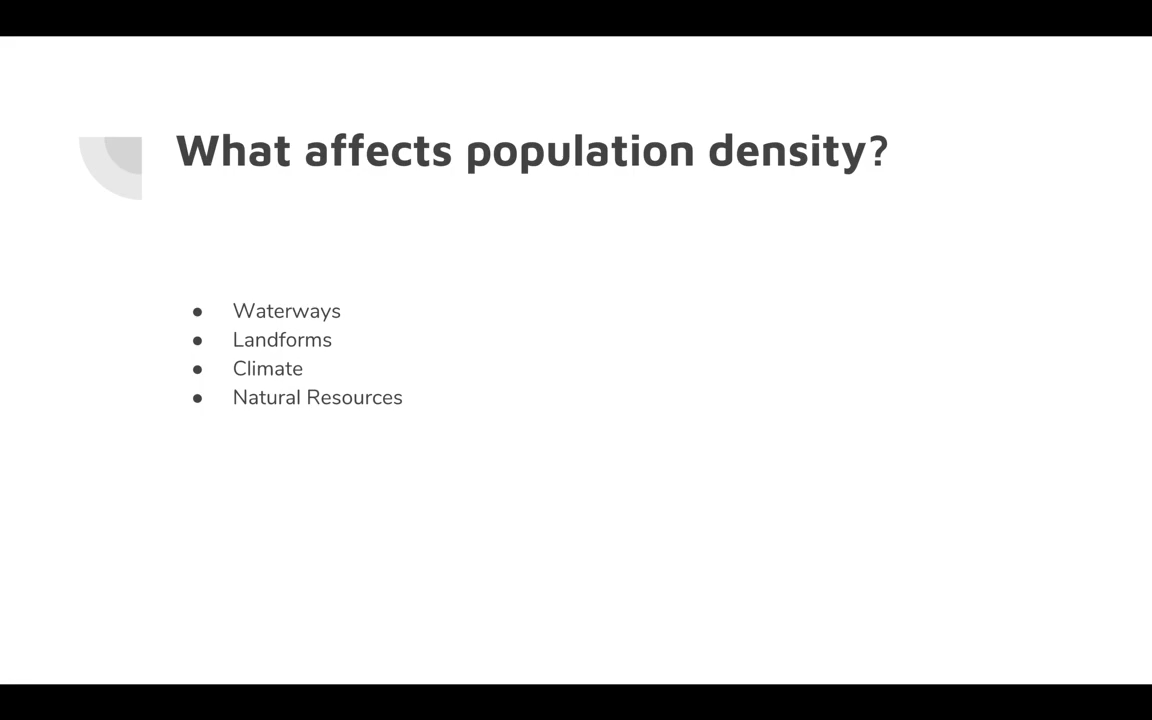 What affects population density?
● Waterways
● Landforms
● Climate
● Natural Resources